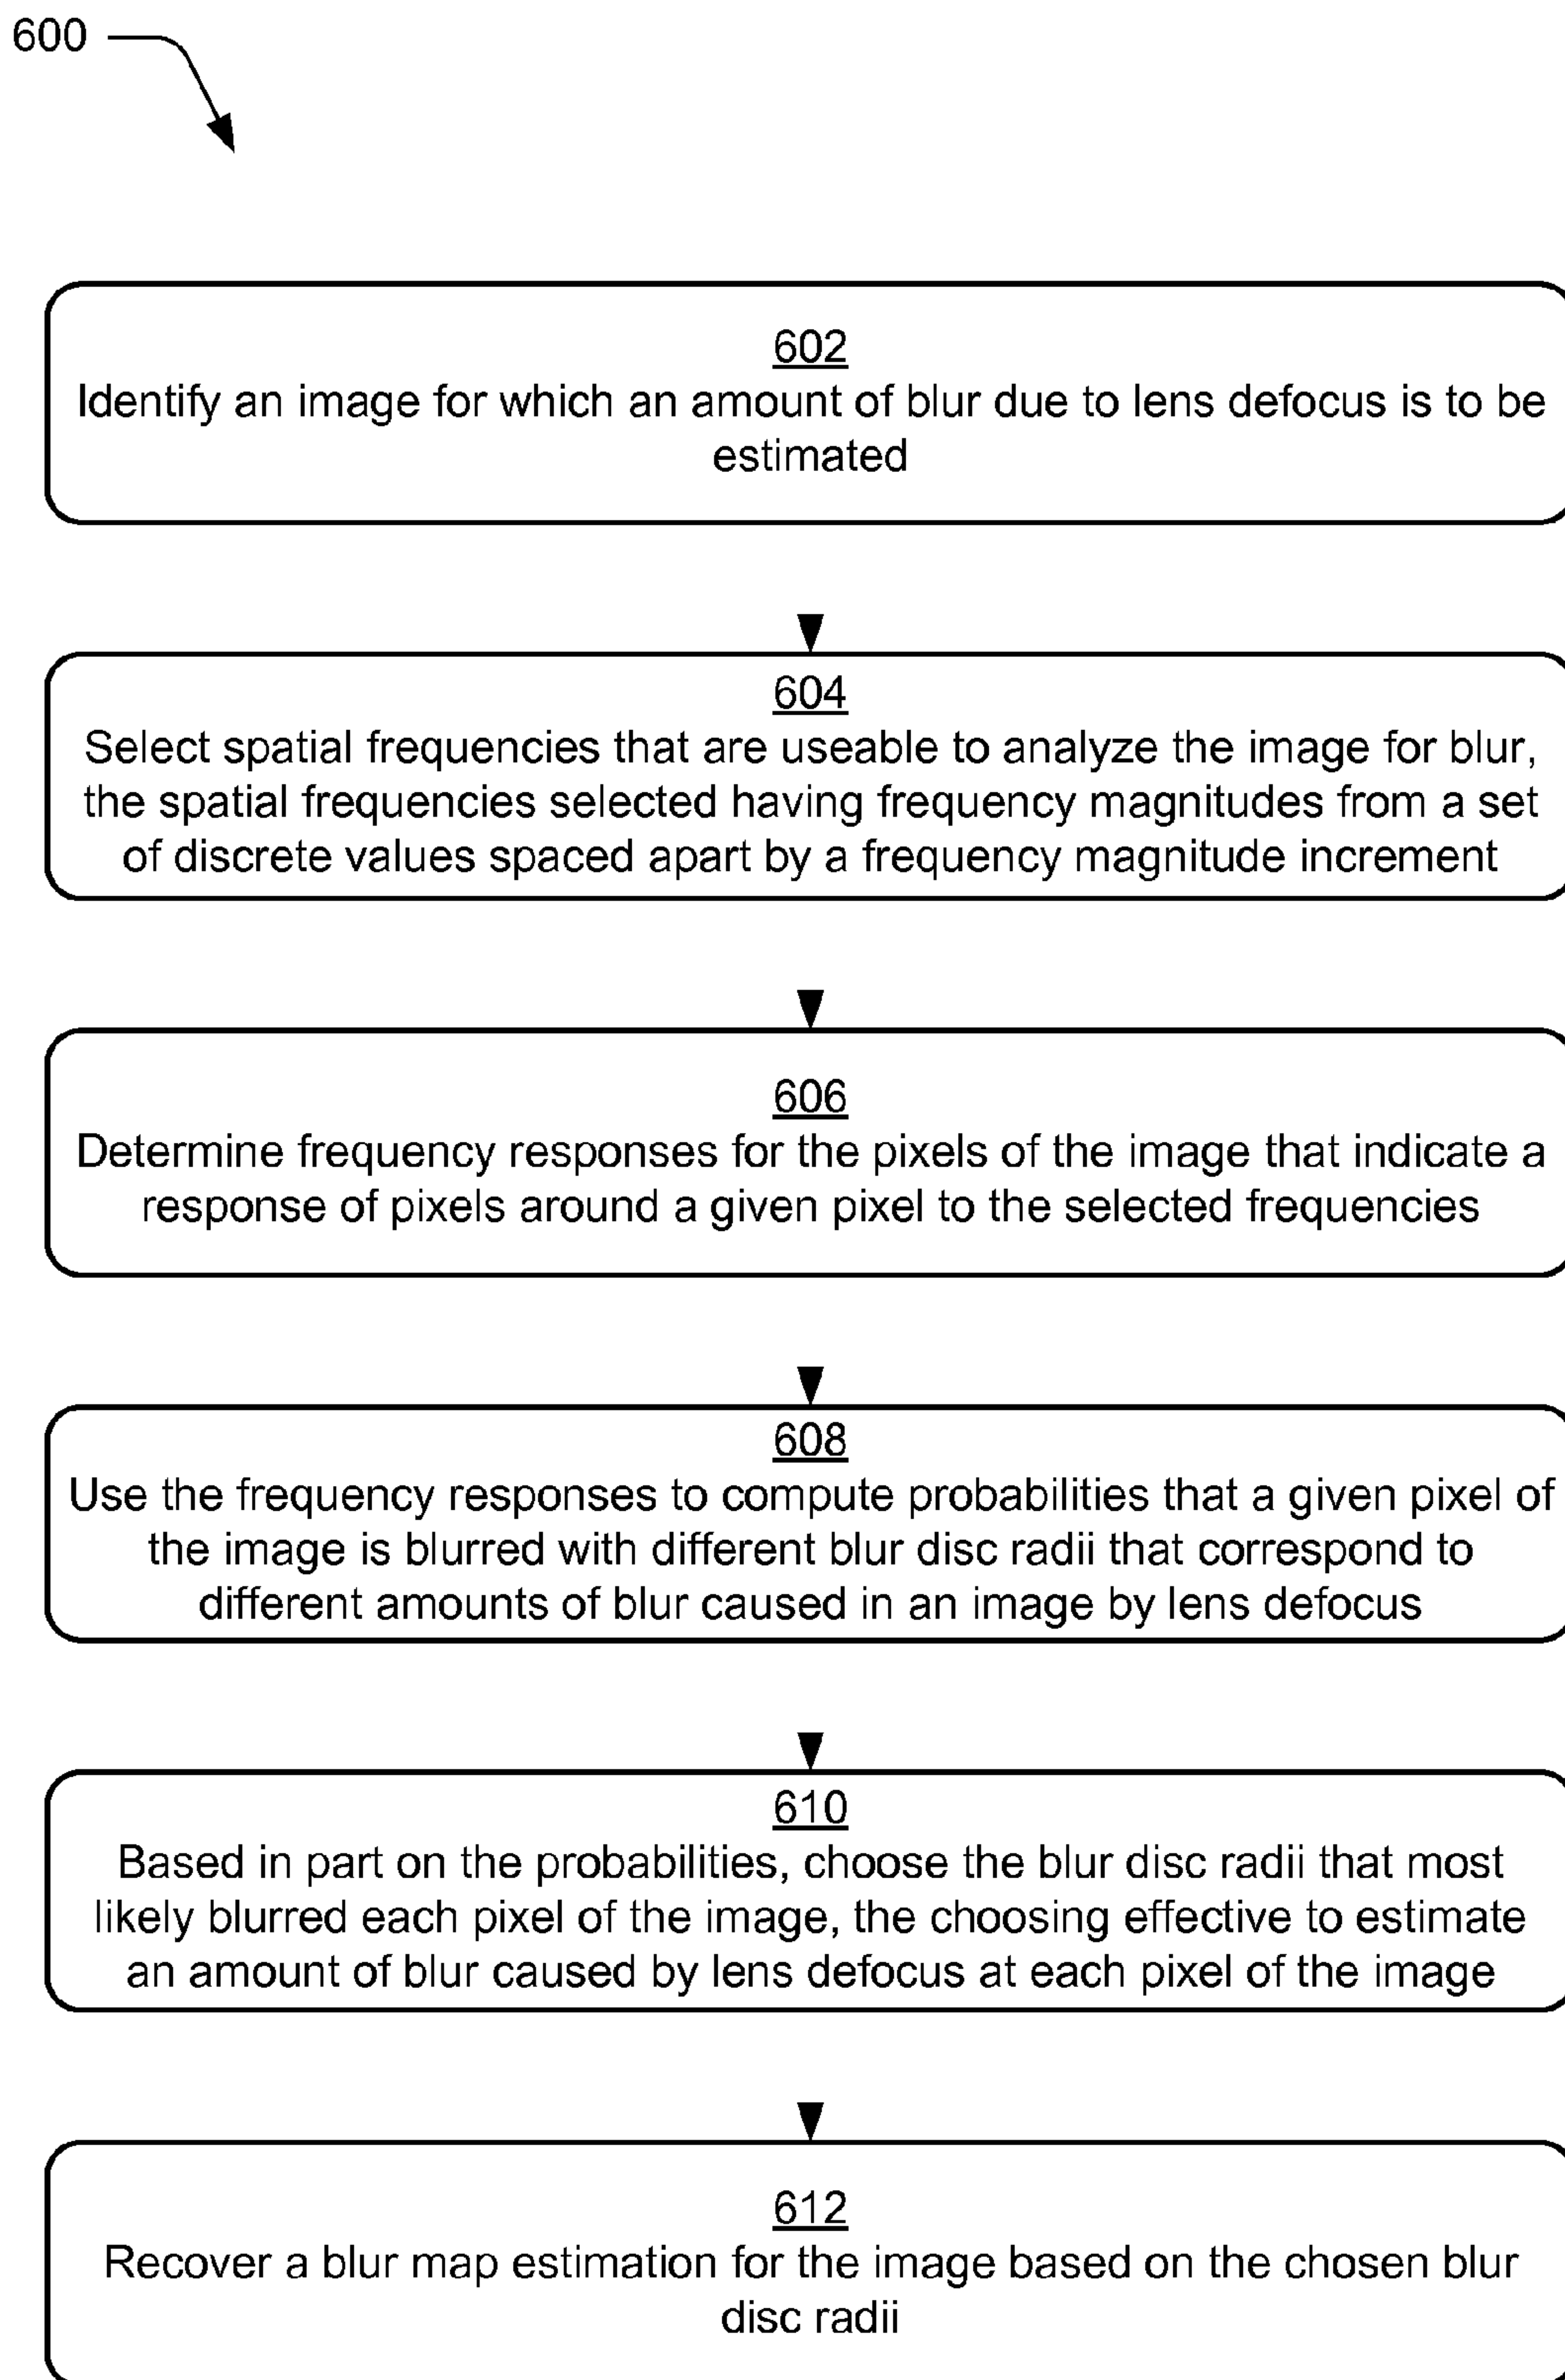 600
602
Identify an image for which an amount of blur due to lens defocus is to be
estimated
604
Select spatial frequencies that are useable to analyze the image for blur,
the spatial frequencies selected having frequency magnitudes from a set
of discrete values spaced apart by a frequency magnitude increment
606
Determine frequency responses for the pixels of the image that indicate a
response of pixels around a given pixel to the selected frequencies
608
Use the frequency responses to compute probabilities that a given pixel of
the image is blurred with different blur disc radii that correspond to
different amounts of blur caused in an image by lens defocus
610
Based in part on the probabilities, choose the blur disc radii that most
likely blurred each pixel of the image, the choosing effective to estimate
an amount of blur caused by lens defocus at each pixel of the image
612
Recover a blur map estimation for the image based on the chosen blur
disc radii